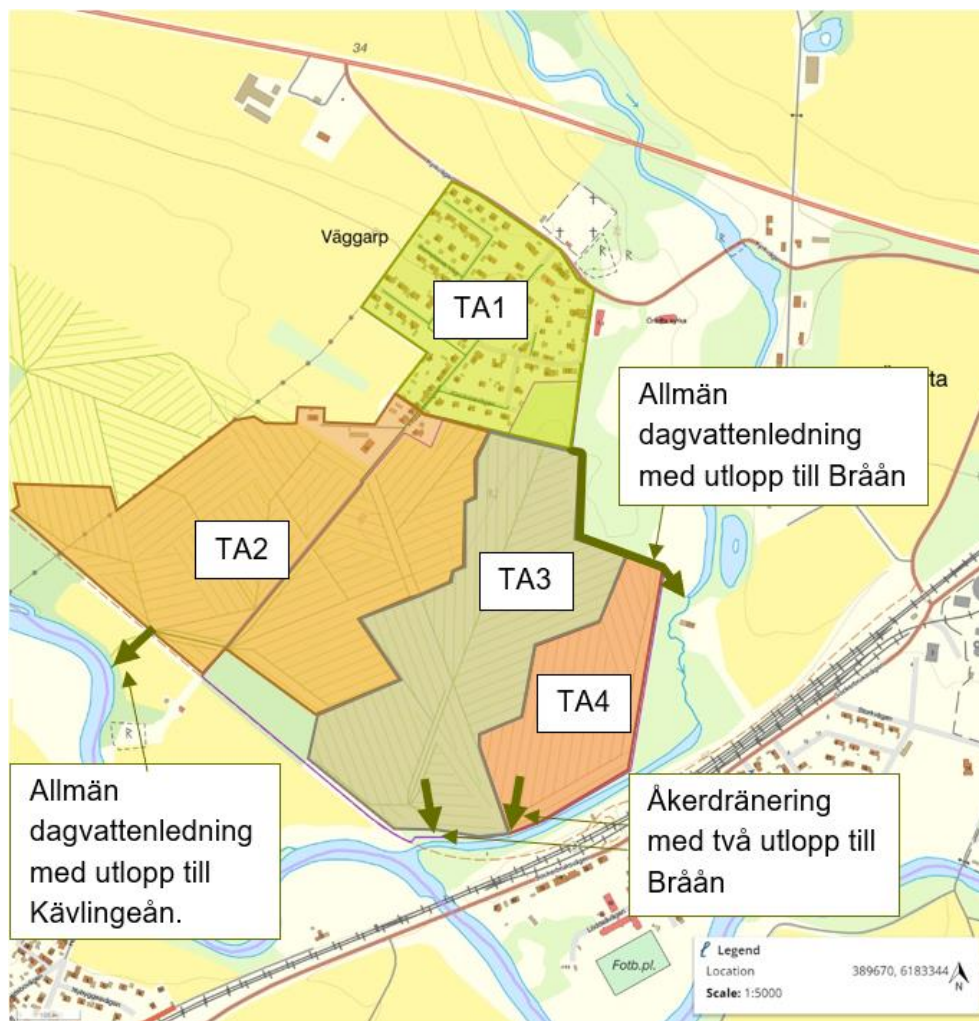 34
Väggarp
TA1
Allmän
dagvattenledning
med utlopp till Bråån
TA2
TA3
TA4
Allmän
dagvattenledning
med utlopp till
Kävlingeån.
Åkerdränering
med två utlopp till
Bråån
Fotb.pl.
Legend
Location 389670, 6183344
Scale: 1:5000
N